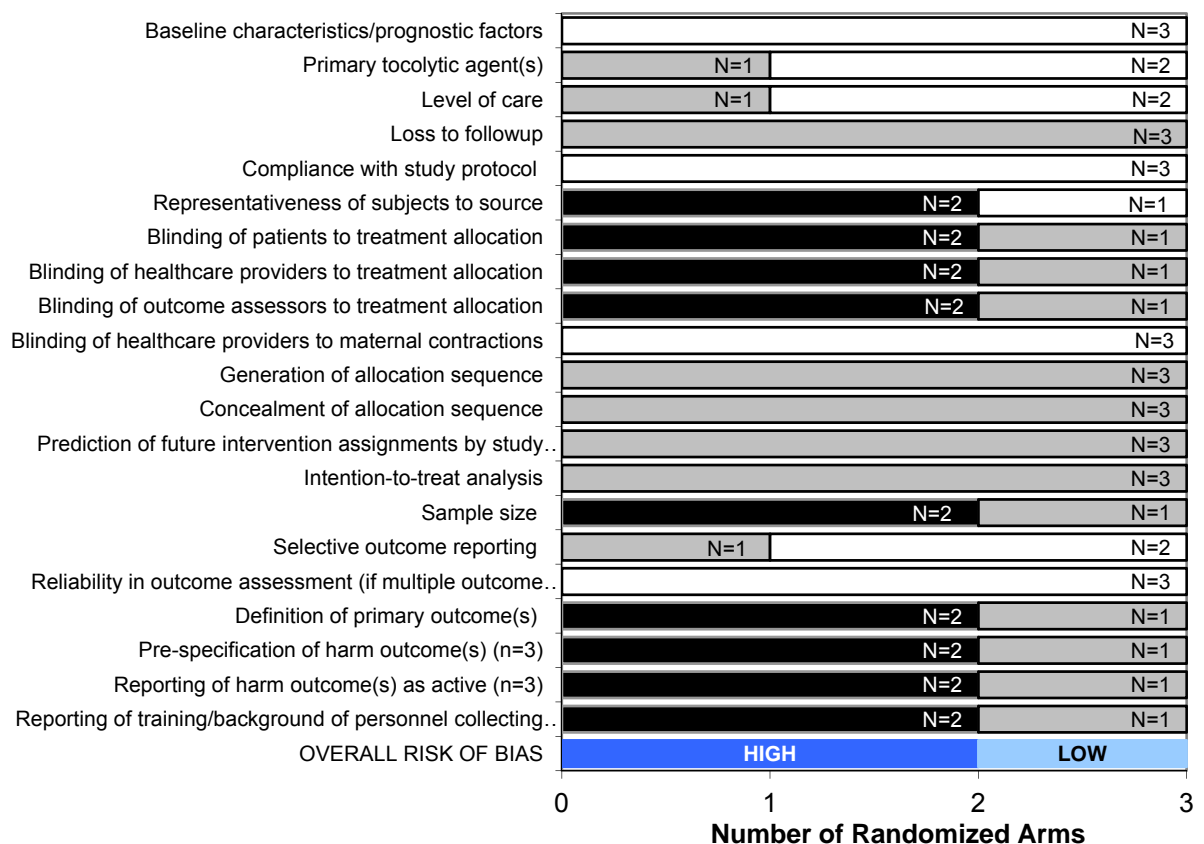 Baseline characteristics/prognostic factors N=3
Primary tocolytic agent(s) N=1 N=2
Level of care N=1 N=2
Loss to followup N=3
Compliance with study protocol N=3
Representativeness of subjects to source N=2 N=1
Blinding of patients to treatment allocation N=2 N=1
Blinding of healthcare providers to treatment allocation N=2 N=1
Blinding of outcome assessors to treatment allocation N=2 N=1
Blinding of healthcare providers to maternal contractions N=3
Generation of allocation sequence N=3
Concealment of allocation sequence N=3
Prediction of future intervention assignments by study.. N=3
Intention-to-treat analysis N=3
Sample size N=2 N=1
Selective outcome reporting N=1 N=2
Reliability in outcome assessment (if multiple outcome.. N=3
Definition of primary outcome(s) N=2 N=1
Pre-specification of harm outcome(s) (n=3) N=2 N=1
Reporting of harm outcome(s) as active (n=3) N=2 N=1
Reporting of training/background of personnel collecting.. N=2 N=1
OVERALL RISK OF BIAS HIGH LOW
0 1 2 3
Number of Randomized Arms